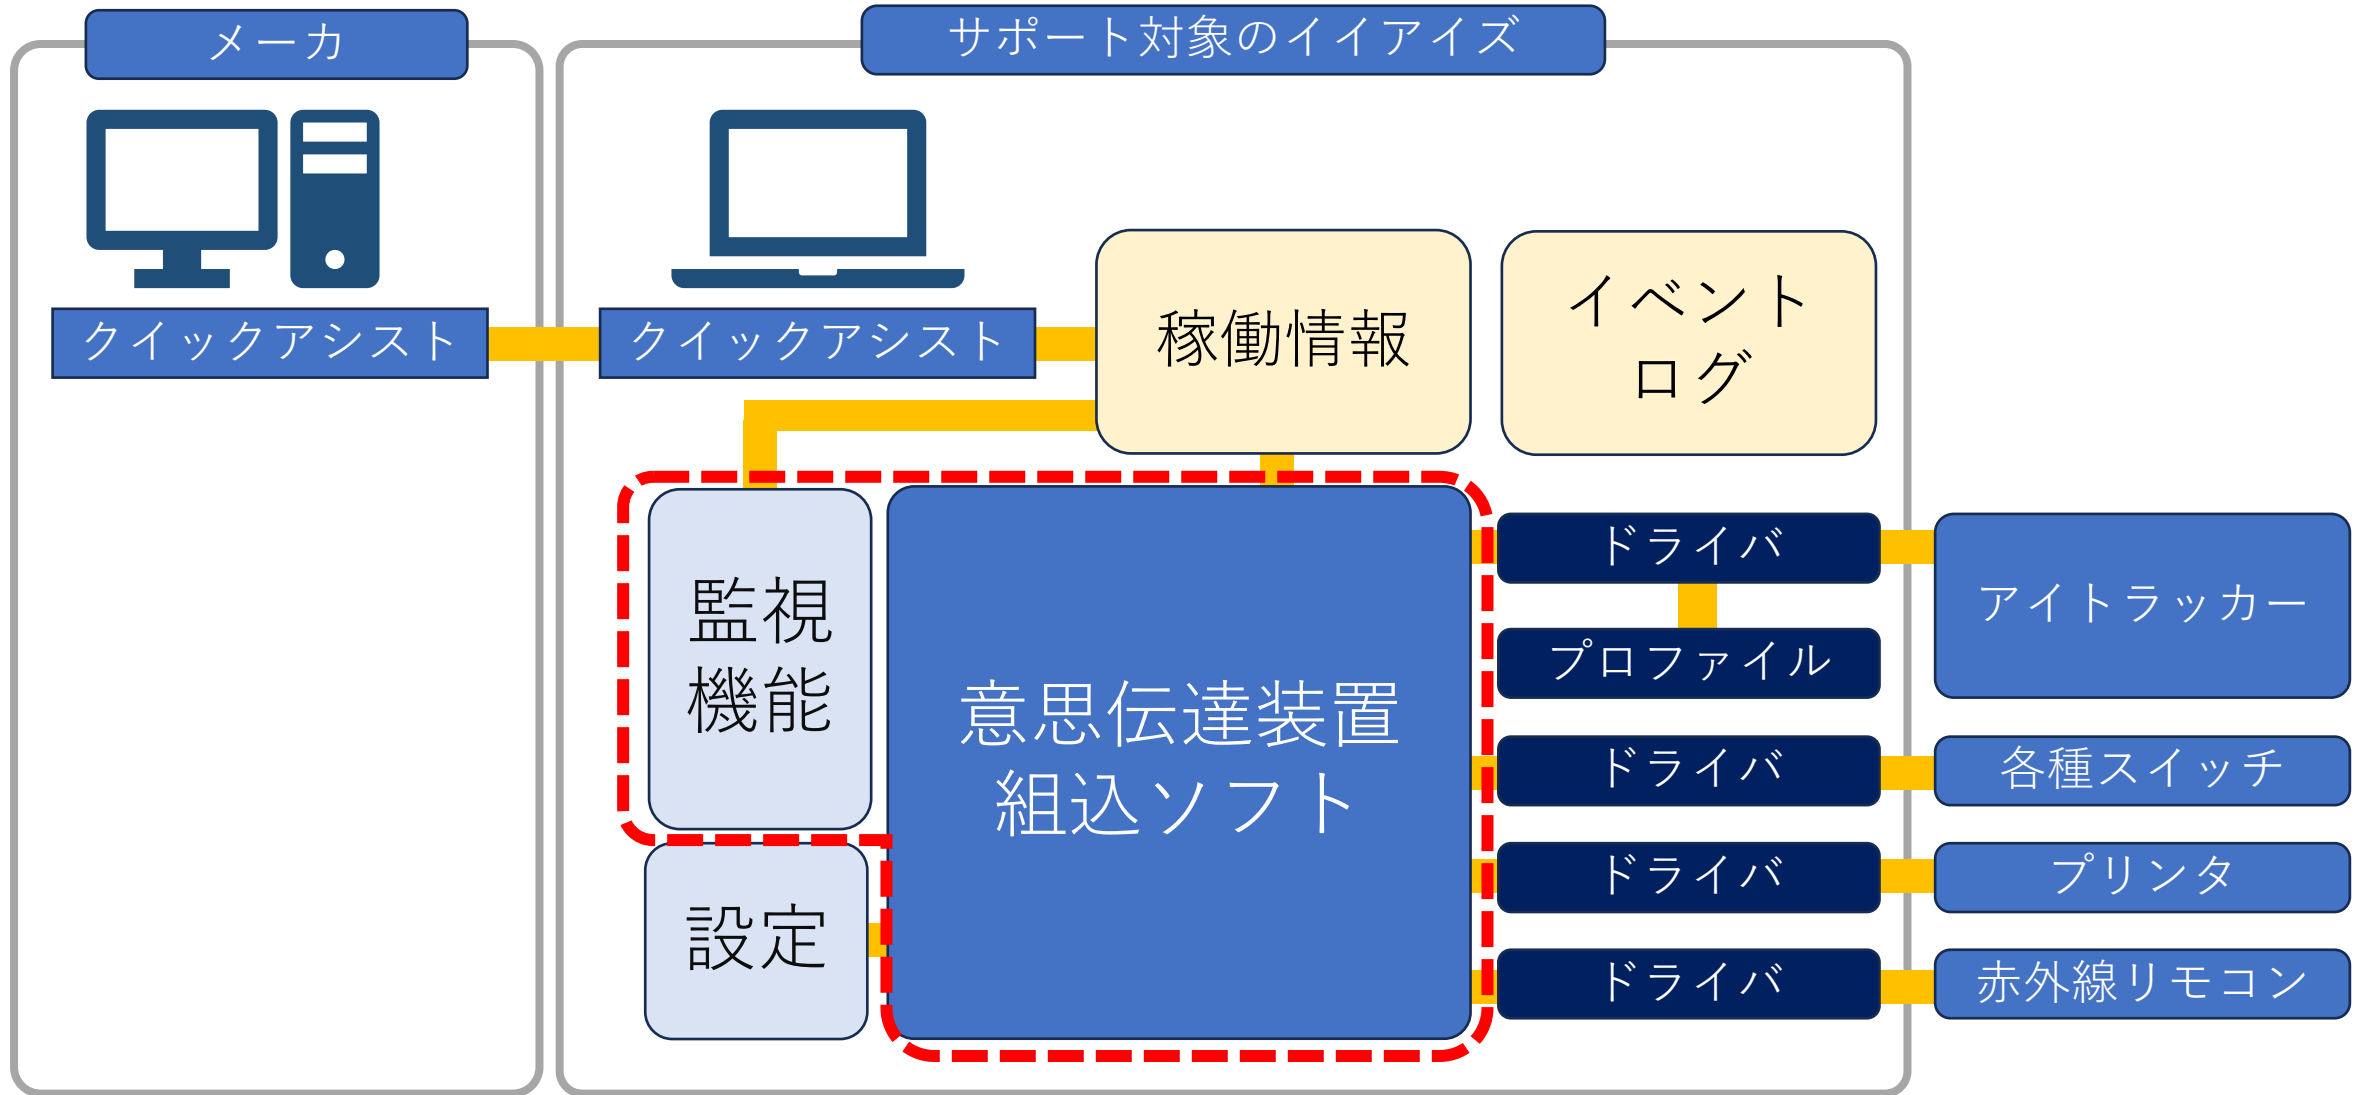 メーカ
サポート対象のイイアイズ
クイックアシスト
クイックアシスト
稼働情報
イベント
ログ
監視
機能
設定
意思伝達装置
組込ソフト
ドライバ
プロファイル
ドライバ
ドライバ
ドライバ
アイトラッカー
各種スイッチ
プリンタ
赤外線リモコン